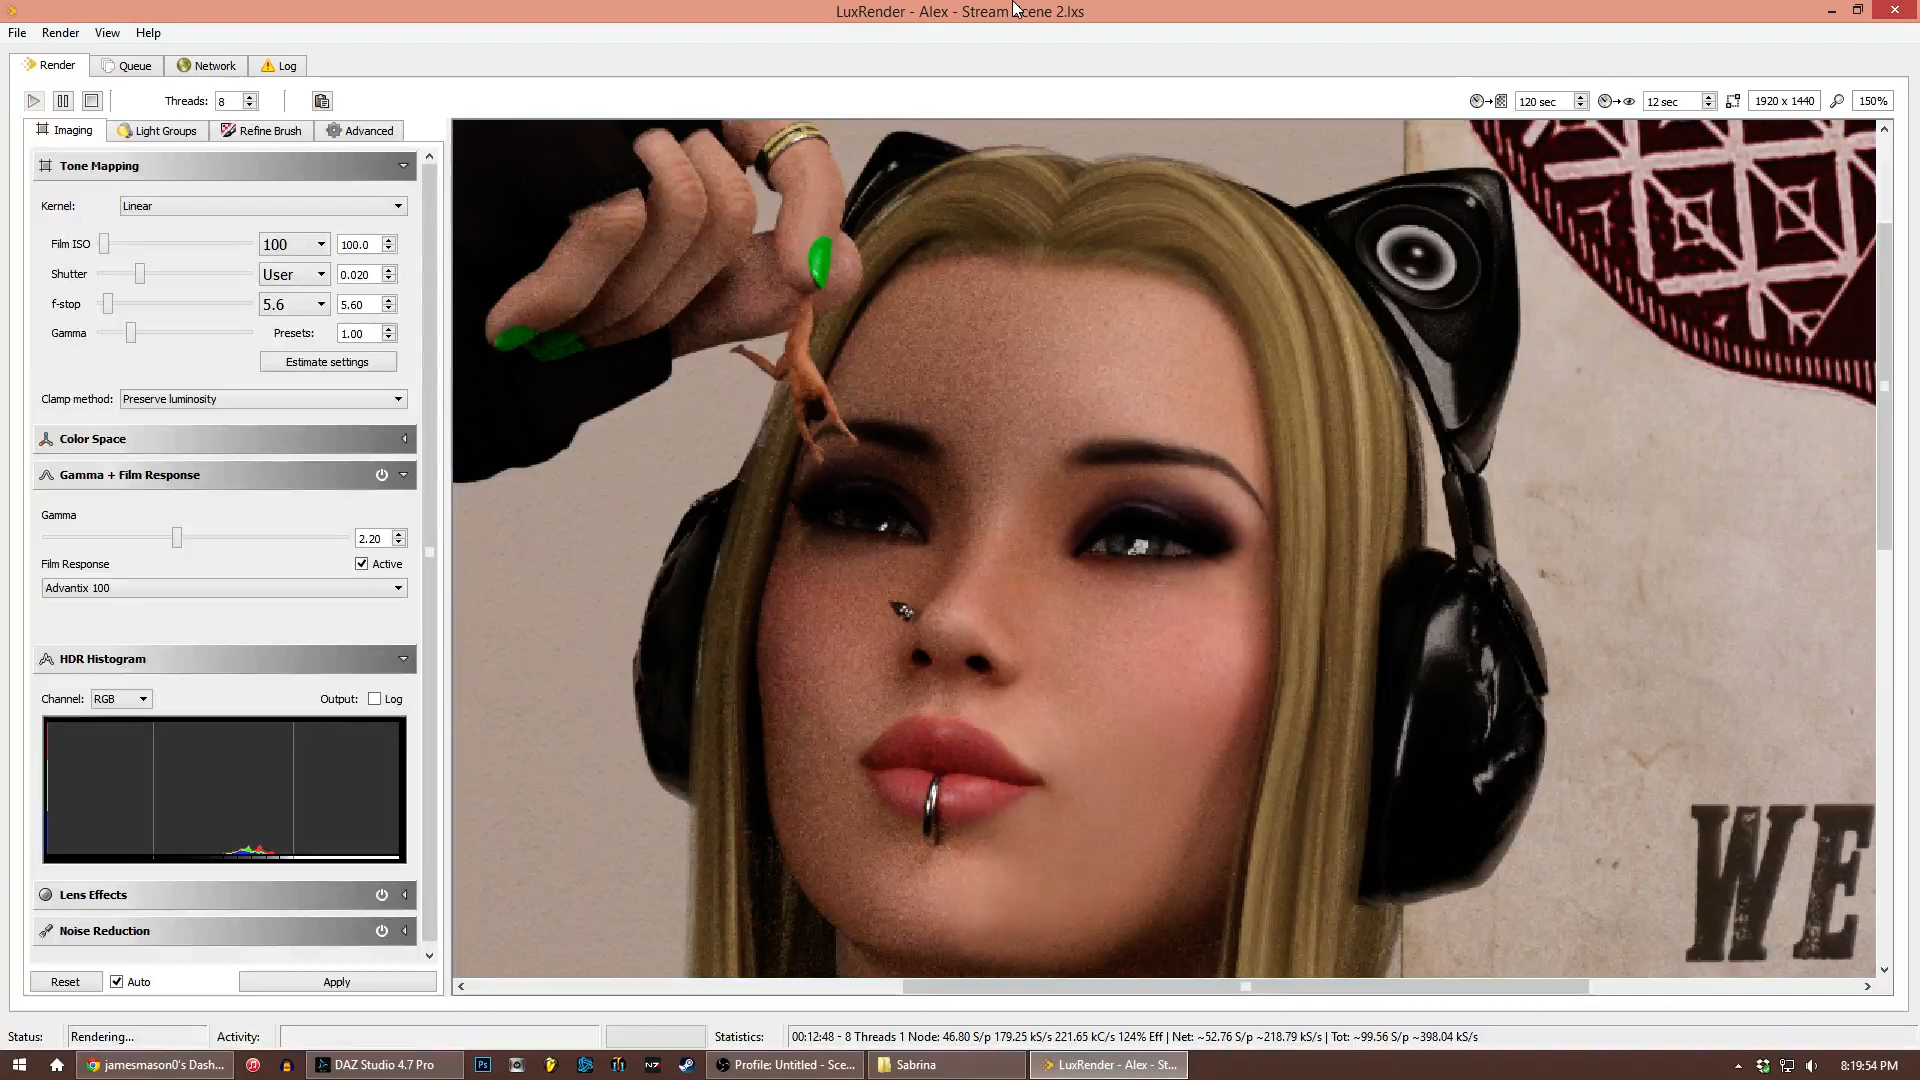 LuxRender - Alex - Stream Scene 2.lxs
File Render View Help
Render Queue Network Log
Threads: 8 120 sec 12 sec 1920 x 1440 150%
Imaging Light Groups Refine Brush Advanced
Tone Mapping
Kernel: Linear
Film ISO 100 100.0
Shutter User 0.020
f-stop 5.6 5.60
Gamma Presets: 1.00
Estimate settings
Clamp method: Preserve luminosity
Color Space
Gamma + Film Response
Gamma
2.20
Film Response Active
Advantix 100
HDR Histogram
Channel: RGB Output: Log
WE
Lens Effects
Noise Reduction
Reset Auto Apply
Status: Rendering... Activity: Statistics: 00:12:48 - 8 Threads 1 Node: 46.80 S/p 179.25 kS/s 221.65 kC/s 124% Eff | Net: ~52.76 S/p ~218.79 kS/s | Tot: ~99.56 S/p ~398.04 kS/s
jamesmason0's Dash... DAZ Studio 4.7 Pro Ps N7 Profile: Untitled - Sce... Sabrina LuxRender - Alex - St... 8:19:54 PM